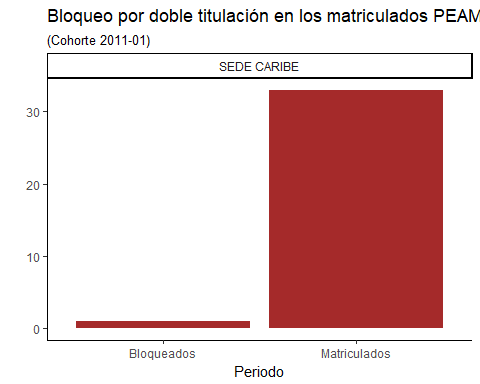 Bloqueo por doble titulación en los matriculados PEAM
(Cohorte 2011-01)
SEDE CARIBE
30
20
10
0
Bloqueados
Matriculados
Periodo